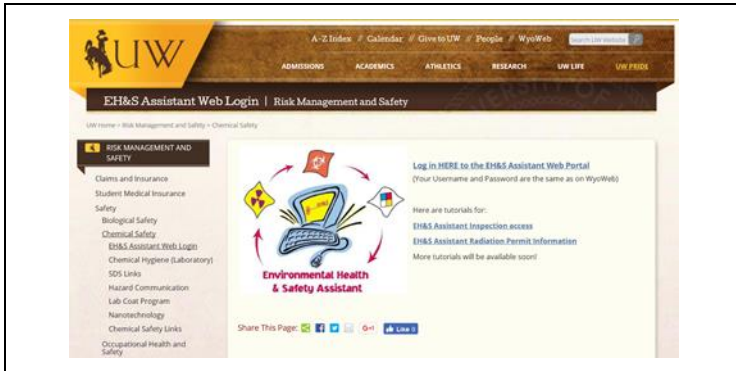 UW
A-Z Index // Calendar // Give to UW // People // WyoWeb
Search UW Website
ADMISSIONS ACADEMICS ATHLETICS RESEARCH UW LIFE UW PRIDE
EH&S Assistant Web Login | Risk Management and Safety
UW Home > Risk Management and Safety > Chemical Safety
RISK MANAGEMENT AND
SAFETY
Claims and Insurance
Student Medical Insurance
Safety
Biological Safety
Chemical Safety
EH&S Assistant Web Login
Chemical Hygiene (Laboratory)
SDS Links
Hazard Communication
Lab Coat Program
Nanotechnology
Chemical Safety Links
Occupational Health and
Safety
Environmental Health
& Safety Assistant
Log in HERE to the EH&S Assistant Web Portal
(Your Username and Password are the same as on WyoWeb)
Here are tutorials for:
EH&S Assistant Inspection access
EH&S Assistant Radiation Permit Information
More tutorials will be available soon!
Share This Page:
G+1
Like 0